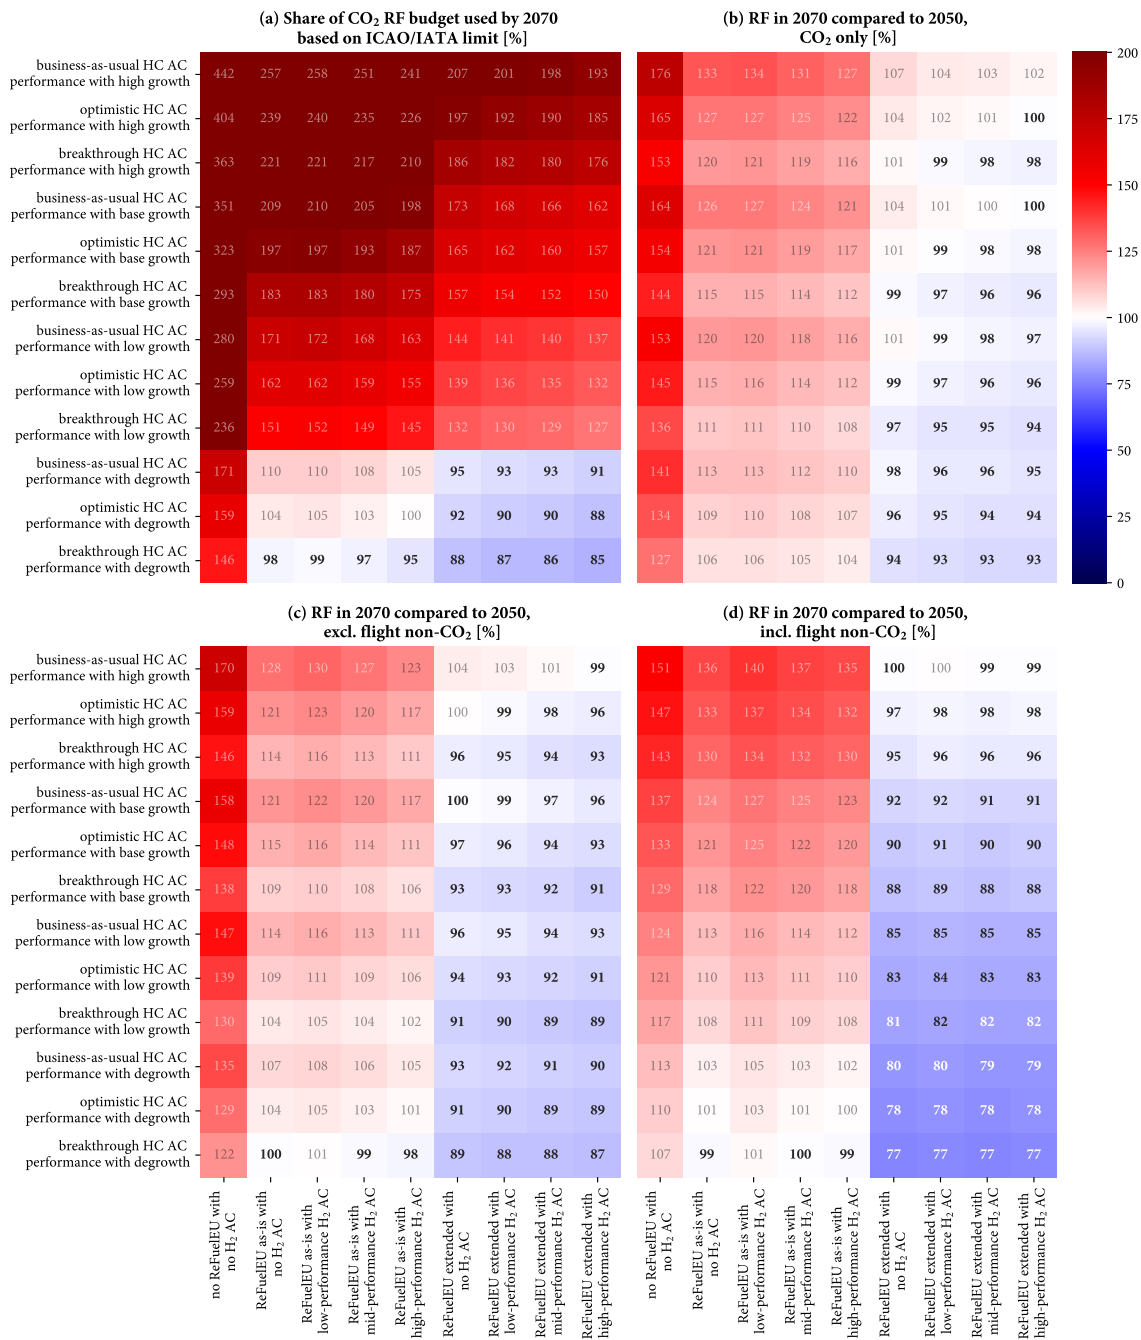 (a) Share of CO₂ RF budget used by 2070
based on ICAO/IATA limit [%]
(b) RF in 2070 compared to 2050,
CO₂ only [%]
business-as-usual HC AC
performance with high growth
442 257 258 251 241 207 201 198 193
176 133 134 131 127 107 104 103 102
optimistic HC AC
performance with high growth
404 239 240 235 226 197 192 190 185
165 127 127 125 122 104 102 101 100
breakthrough HC AC
performance with high growth
363 221 221 217 210 186 182 180 176
153 120 121 119 116 101 99 98 98
business-as-usual HC AC
performance with base growth
351 209 210 205 198 173 168 166 162
164 126 127 124 121 104 101 100 100
optimistic HC AC
performance with base growth
323 197 197 193 187 165 162 160 157
154 121 121 119 117 101 99 98 98
breakthrough HC AC
performance with base growth
293 183 183 180 175 157 154 152 150
144 115 115 114 112 99 97 96 96
business-as-usual HC AC
performance with low growth
280 171 172 168 163 144 141 140 137
153 120 120 118 116 101 99 98 97
optimistic HC AC
performance with low growth
259 162 162 159 155 139 136 135 132
145 115 116 114 112 99 97 96 96
breakthrough HC AC
performance with low growth
236 151 152 149 145 132 130 129 127
136 111 111 110 108 97 95 95 94
business-as-usual HC AC
performance with degrowth
171 110 110 108 105 95 93 93 91
141 113 113 112 110 98 96 96 95
optimistic HC AC
performance with degrowth
159 104 105 103 100 92 90 90 88
134 109 110 108 107 96 95 94 94
breakthrough HC AC
performance with degrowth
146 98 99 97 95 88 87 86 85
127 106 106 105 104 94 93 93 93
200
175
150
125
100
75
50
25
0
(c) RF in 2070 compared to 2050,
excl. flight non-CO₂ [%]
(d) RF in 2070 compared to 2050,
incl. flight non-CO₂ [%]
business-as-usual HC AC
performance with high growth
170 128 130 127 123 104 103 101 99
151 136 140 137 135 100 100 99 99
optimistic HC AC
performance with high growth
159 121 123 120 117 100 99 98 96
147 133 137 134 132 97 98 98 98
breakthrough HC AC
performance with high growth
146 114 116 113 111 96 95 94 93
143 130 134 132 130 95 96 96 96
business-as-usual HC AC
performance with base growth
158 121 122 120 117 100 99 97 96
137 124 127 125 123 92 92 91 91
optimistic HC AC
performance with base growth
148 115 116 114 111 97 96 94 93
133 121 125 122 120 90 91 90 90
breakthrough HC AC
performance with base growth
138 109 110 108 106 93 93 92 91
129 118 122 120 118 88 89 88 88
business-as-usual HC AC
performance with low growth
147 114 116 113 111 96 95 94 93
124 113 116 114 112 85 85 85 85
optimistic HC AC
performance with low growth
139 109 111 109 106 94 93 92 91
121 110 113 111 110 83 84 83 83
breakthrough HC AC
performance with low growth
130 104 105 104 102 91 90 89 89
117 108 111 109 108 81 82 82 82
business-as-usual HC AC
performance with degrowth
135 107 108 106 105 93 92 91 90
113 103 105 103 102 80 80 79 79
optimistic HC AC
performance with degrowth
129 104 105 103 101 91 90 89 89
110 101 103 101 100 78 78 78 78
breakthrough HC AC
performance with degrowth
122 100 101 99 98 89 88 88 87
107 99 101 100 99 77 77 77 77
no ReFuelEU with
no H₂ AC
ReFuelEU as-is with
no H₂ AC
ReFuelEU as-is with
low-performance H₂ AC
ReFuelEU as-is with
mid-performance H₂ AC
ReFuelEU as-is with
high-performance H₂ AC
ReFuelEU extended with
no H₂ AC
ReFuelEU extended with
low-performance H₂ AC
ReFuelEU extended with
mid-performance H₂ AC
ReFuelEU extended with
high-performance H₂ AC
no ReFuelEU with
no H₂ AC
ReFuelEU as-is with
no H₂ AC
ReFuelEU as-is with
low-performance H₂ AC
ReFuelEU as-is with
mid-performance H₂ AC
ReFuelEU as-is with
high-performance H₂ AC
ReFuelEU extended with
no H₂ AC
ReFuelEU extended with
low-performance H₂ AC
ReFuelEU extended with
mid-performance H₂ AC
ReFuelEU extended with
high-performance H₂ AC